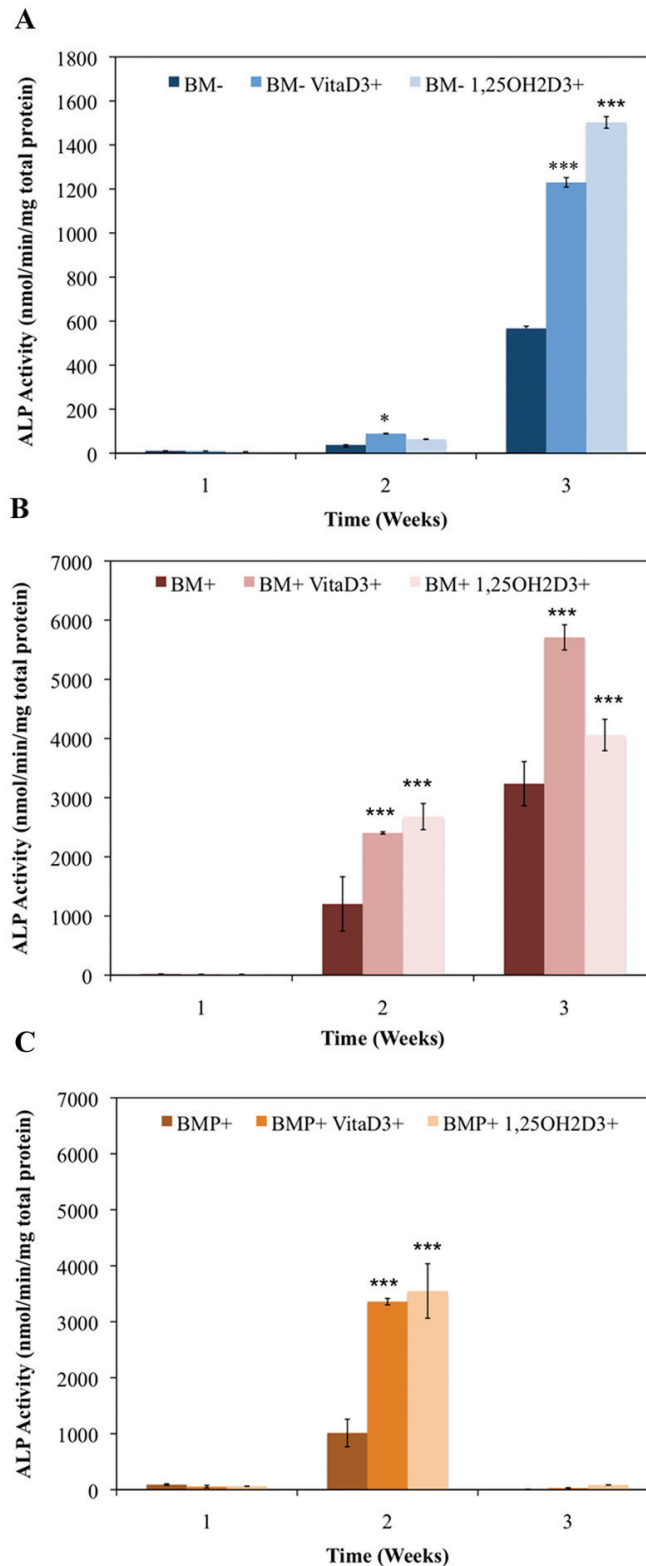 A
ALP Activity (nmol/min/mg total protein)
BM- BM- VitaD3+ BM- 1,25OH2D3+
1800
1600
1400
1200
1000
800
600
400
200
0
*
***
***
1 2 3
Time (Weeks)
B
ALP Activity (nmol/min/mg total protein)
BM+ BM+ VitaD3+ BM+ 1,25OH2D3+
7000
6000
5000
4000
3000
2000
1000
0
***
***
***
***
1 2 3
Time (Weeks)
C
ALP Activity (nmol/min/mg total protein)
BMP+ BMP+ VitaD3+ BMP+ 1,25OH2D3+
7000
6000
5000
4000
3000
2000
1000
0
***
***
1 2 3
Time (Weeks)